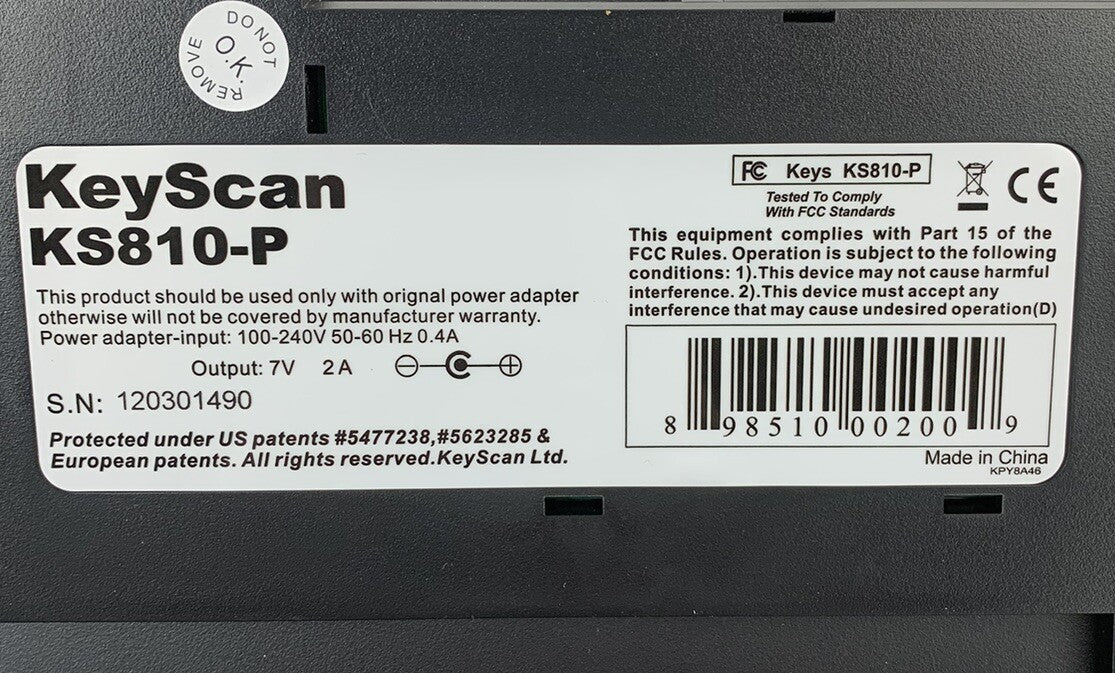 DO NOT
REMOVE
O.K.
KeyScan
KS810-P
This product should be used only with orignal power adapter
otherwise will not be covered by manufacturer warranty.
Power adapter-input: 100-240V 50-60 Hz 0.4A
Output: 7V 2A
S.N: 120301490
Protected under US patents #5477238,#5623285 &
European patents. All rights reserved.KeyScan Ltd.
FC Keys KS810-P
Tested To Comply
With FCC Standards
CE
This equipment complies with Part 15 of the
FCC Rules. Operation is subject to the following
conditions: 1).This device may not cause harmful
interference. 2).This device must accept any
interference that may cause undesired operation(D)
8 98510 00200 9
Made in China
KPY8A46